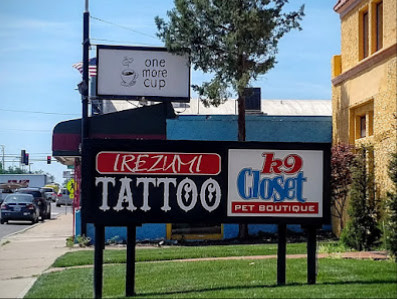 one
more
cup
IREZUMI
TATTOO
K9
Closet
PET BOUTIQUE